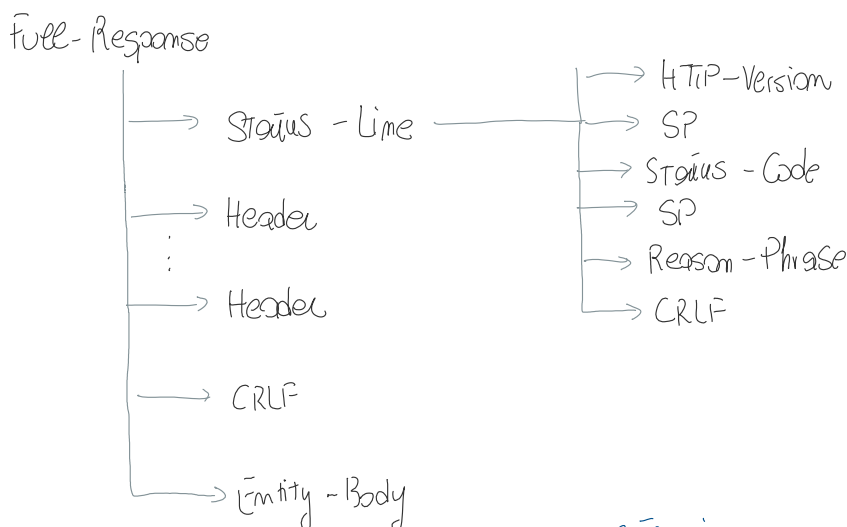 Full-Response
Status-Line
Header
Header
CRLF
Entity-Body
HTTP-Version
SP
Status-Code
SP
Reason-Phrase
CRLF